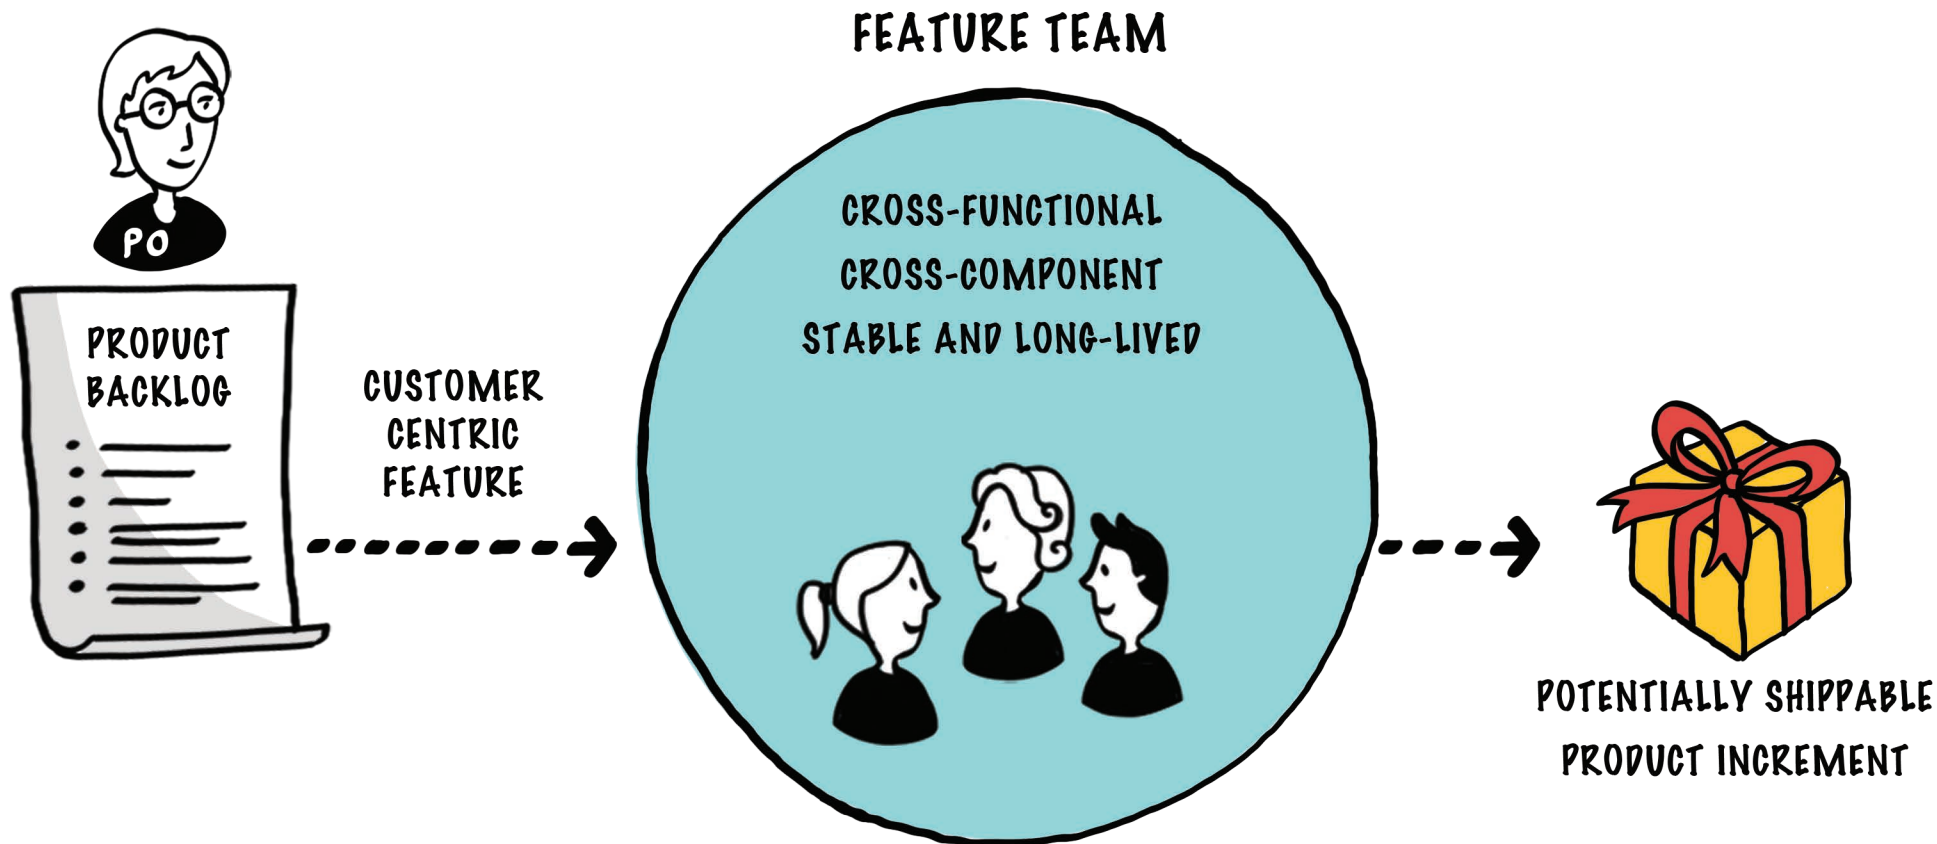 FEATURE TEAM
PO
PRODUCT
BACKLOG
CUSTOMER
CENTRIC
FEATURE
CROSS-FUNCTIONAL
CROSS-COMPONENT
STABLE AND LONG-LIVED
POTENTIALLY SHIPPABLE
PRODUCT INCREMENT